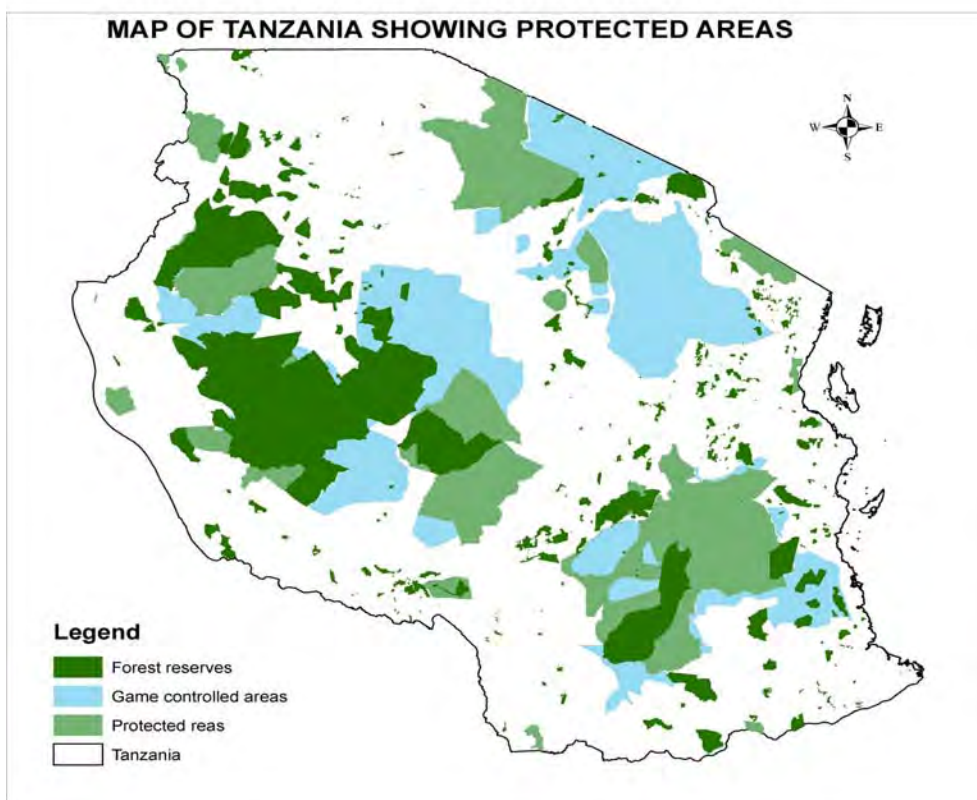 MAP OF TANZANIA SHOWING PROTECTED AREAS
N
W E
S
Legend
Forest reserves
Game controlled areas
Protected reas
Tanzania